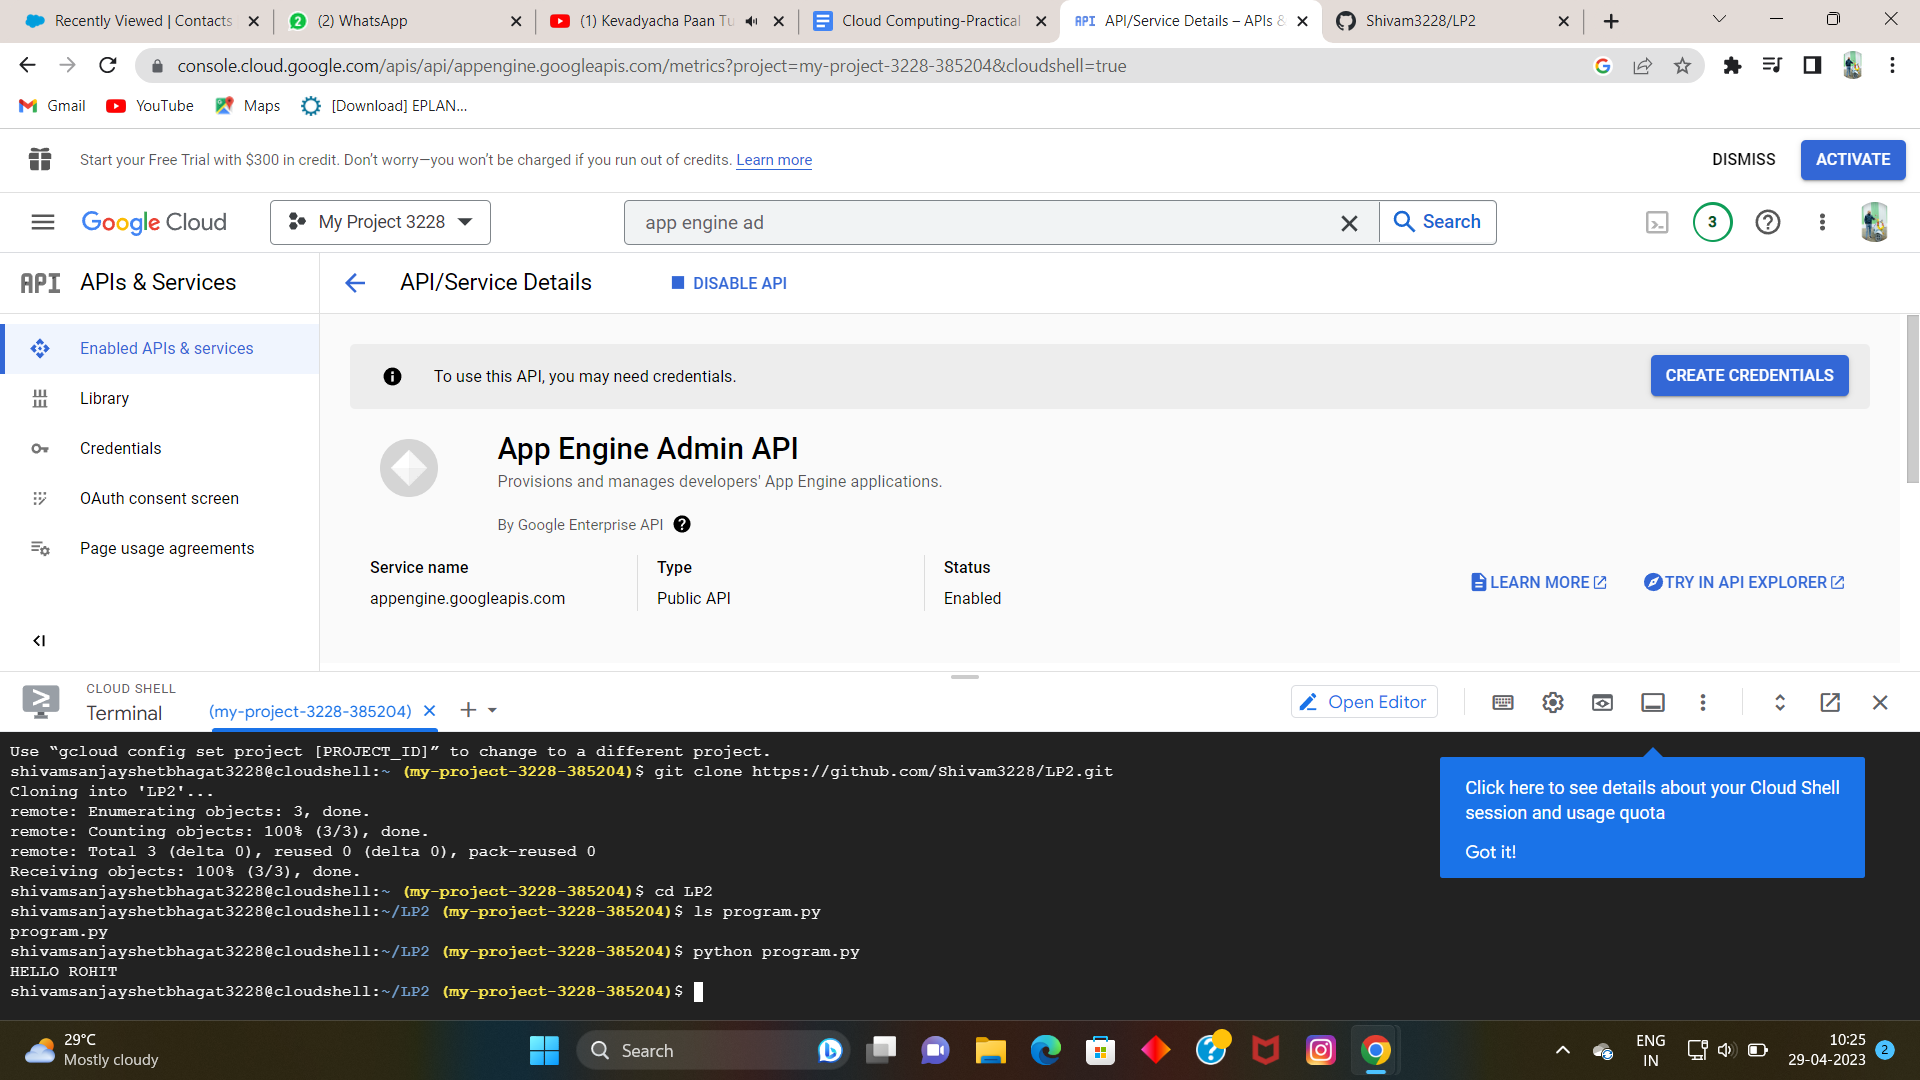 Recently Viewed | Contacts
(2) WhatsApp
(1) Kevadyacha Paan Tu
Cloud Computing-Practical
API API/Service Details – APIs &
Shivam3228/LP2
console.cloud.google.com/apis/api/appengine.googleapis.com/metrics?project=my-project-3228-385204&cloudshell=true
Gmail YouTube Maps [Download] EPLAN...
Start your Free Trial with $300 in credit. Don't worry—you won't be charged if you run out of credits. Learn more
DISMISS
ACTIVATE
Google Cloud
My Project 3228
app engine ad
Search
3
API APIs & Services
API/Service Details
DISABLE API
Enabled APIs & services
Library
Credentials
OAuth consent screen
Page usage agreements
To use this API, you may need credentials.
CREATE CREDENTIALS
App Engine Admin API
Provisions and manages developers' App Engine applications.
By Google Enterprise API
Service name
appengine.googleapis.com
Type
Public API
Status
Enabled
LEARN MORE
TRY IN API EXPLORER
CLOUD SHELL
Terminal
(my-project-3228-385204)
Open Editor
Use “gcloud config set project [PROJECT_ID]” to change to a different project.
shivamsanjayshetbhagat3228@cloudshell:~ (my-project-3228-385204)$ git clone https://github.com/Shivam3228/LP2.git
Cloning into 'LP2'...
remote: Enumerating objects: 3, done.
remote: Counting objects: 100% (3/3), done.
remote: Total 3 (delta 0), reused 0 (delta 0), pack-reused 0
Receiving objects: 100% (3/3), done.
shivamsanjayshetbhagat3228@cloudshell:~ (my-project-3228-385204)$ cd LP2
shivamsanjayshetbhagat3228@cloudshell:~/LP2 (my-project-3228-385204)$ ls program.py
program.py
shivamsanjayshetbhagat3228@cloudshell:~/LP2 (my-project-3228-385204)$ python program.py
HELLO ROHIT
shivamsanjayshetbhagat3228@cloudshell:~/LP2 (my-project-3228-385204)$
Click here to see details about your Cloud Shell
session and usage quota
Got it!
29°C
Mostly cloudy
Search
ENG
IN
10:25
29-04-2023
2